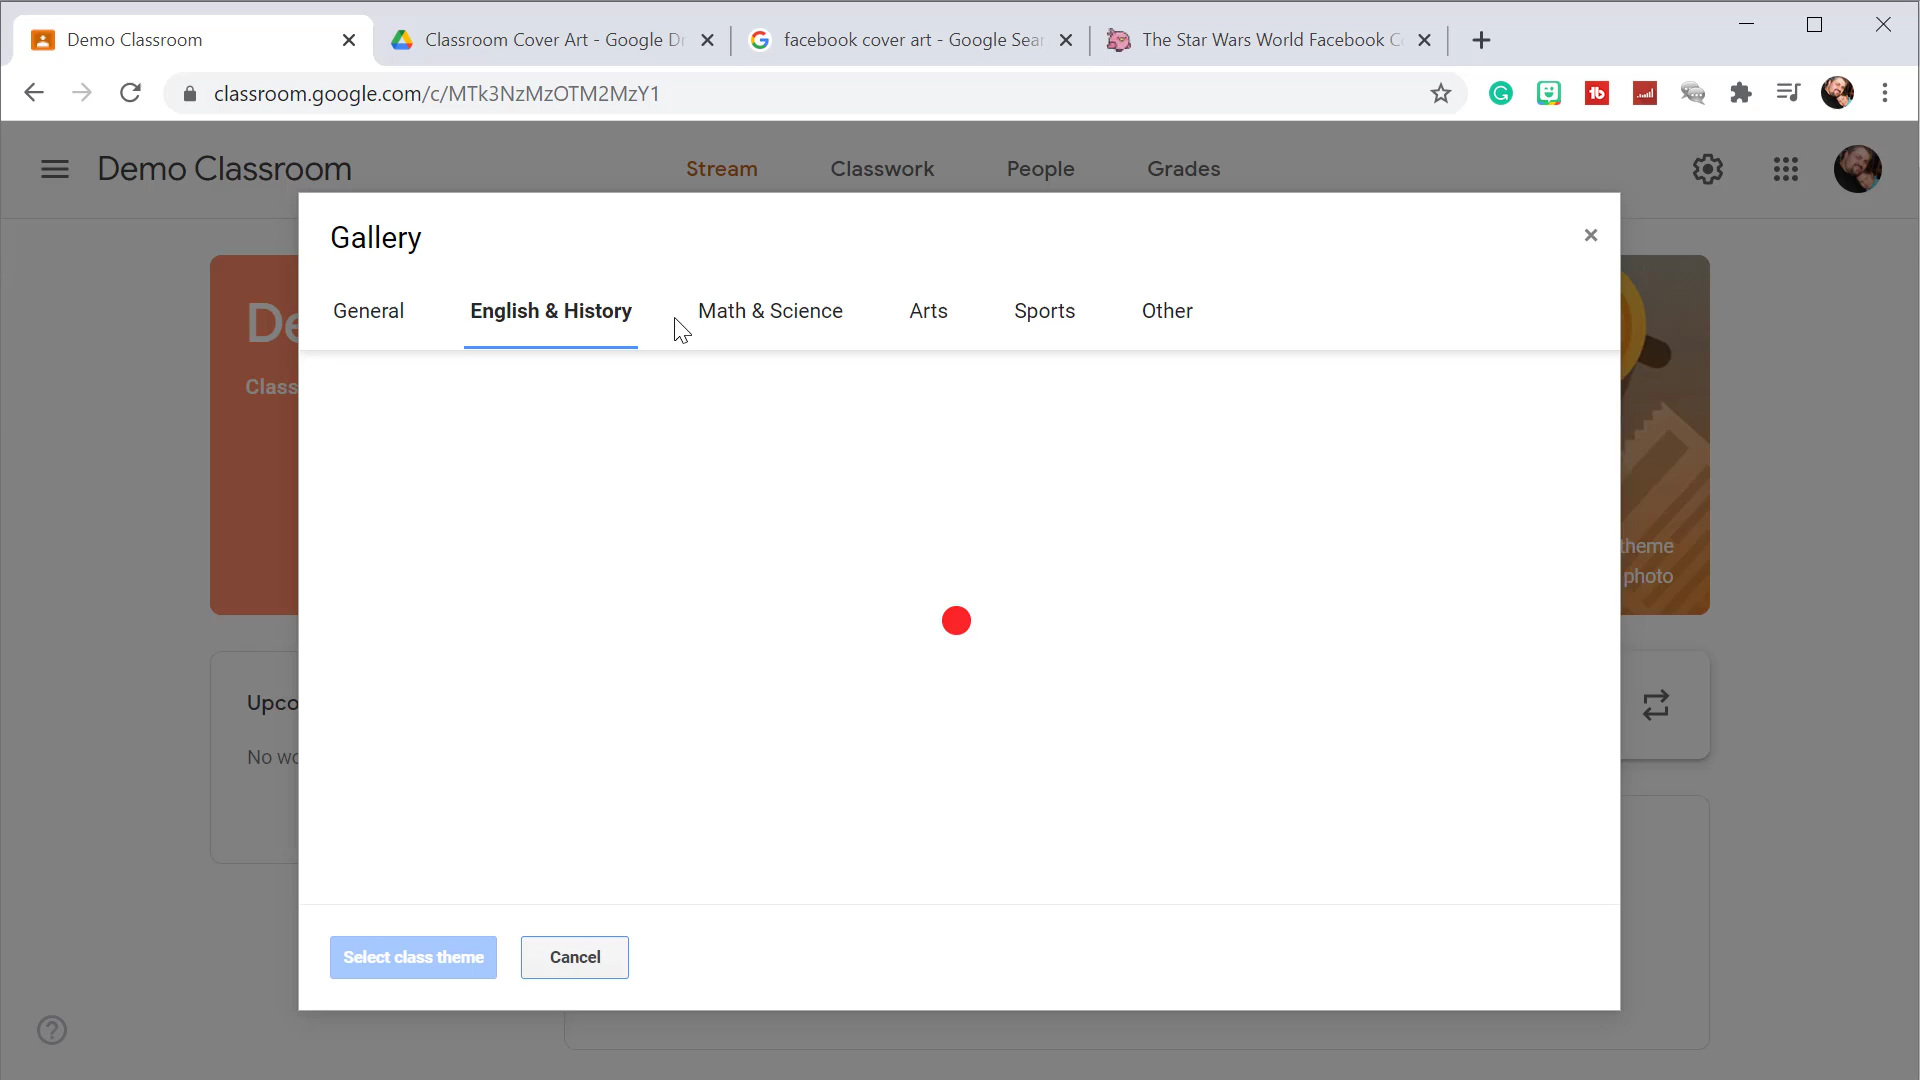 Demo Classroom
Classroom Cover Art - Google Dr
facebook cover art - Google Sear
The Star Wars World Facebook C
classroom.google.com/c/MTk3NzMzOTM2MzY1
Demo Classroom
Stream
Classwork
People
Grades
Gallery
General
English & History
Math & Science
Arts
Sports
Other
De
Class
theme
photo
Upco
No wo
Select class theme
Cancel